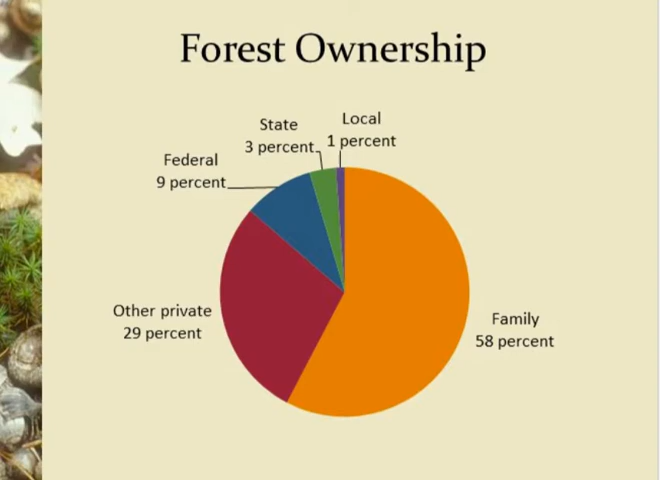 Forest Ownership
Local
1 percent
State
3 percent
Federal
9 percent
Other private
29 percent
Family
58 percent